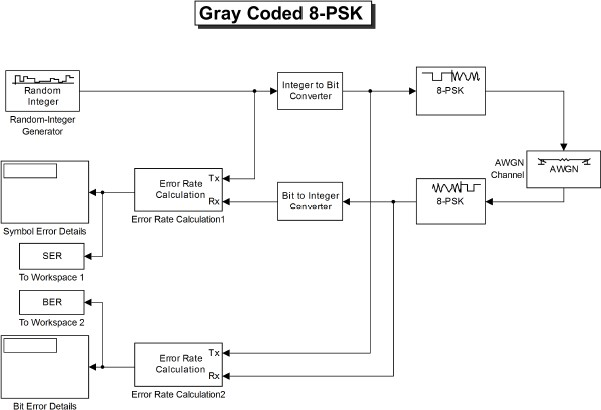 Gray Coded 8-PSK
Random
Integer
Random-Integer
Generator
Integer to Bit
Converter
8-PSK
AWGN
Channel
AWGN
Error Rate
Calculation
Tx
Rx
Error Rate Calculation1
Bit to Integer
Converter
8-PSK
Symbol Error Details
SER
To Workspace 1
BER
To Workspace 2
Error Rate
Calculation
Tx
Rx
Error Rate Calculation2
Bit Error Details